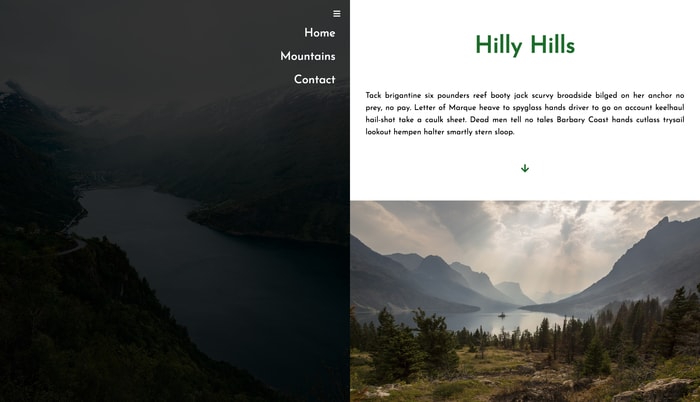 Home
Mountains
Contact
Hilly Hills
Tack brigantine six pounders reef booty jack scurvy broadside bilged on her anchor no
prey, no pay. Letter of Marque heave to spyglass hands driver to go on account keelhaul
hail-shot take a caulk sheet. Dead men tell no tales Barbary Coast hands cutlass trysail
lookout hempen halter smartly stern sloop.